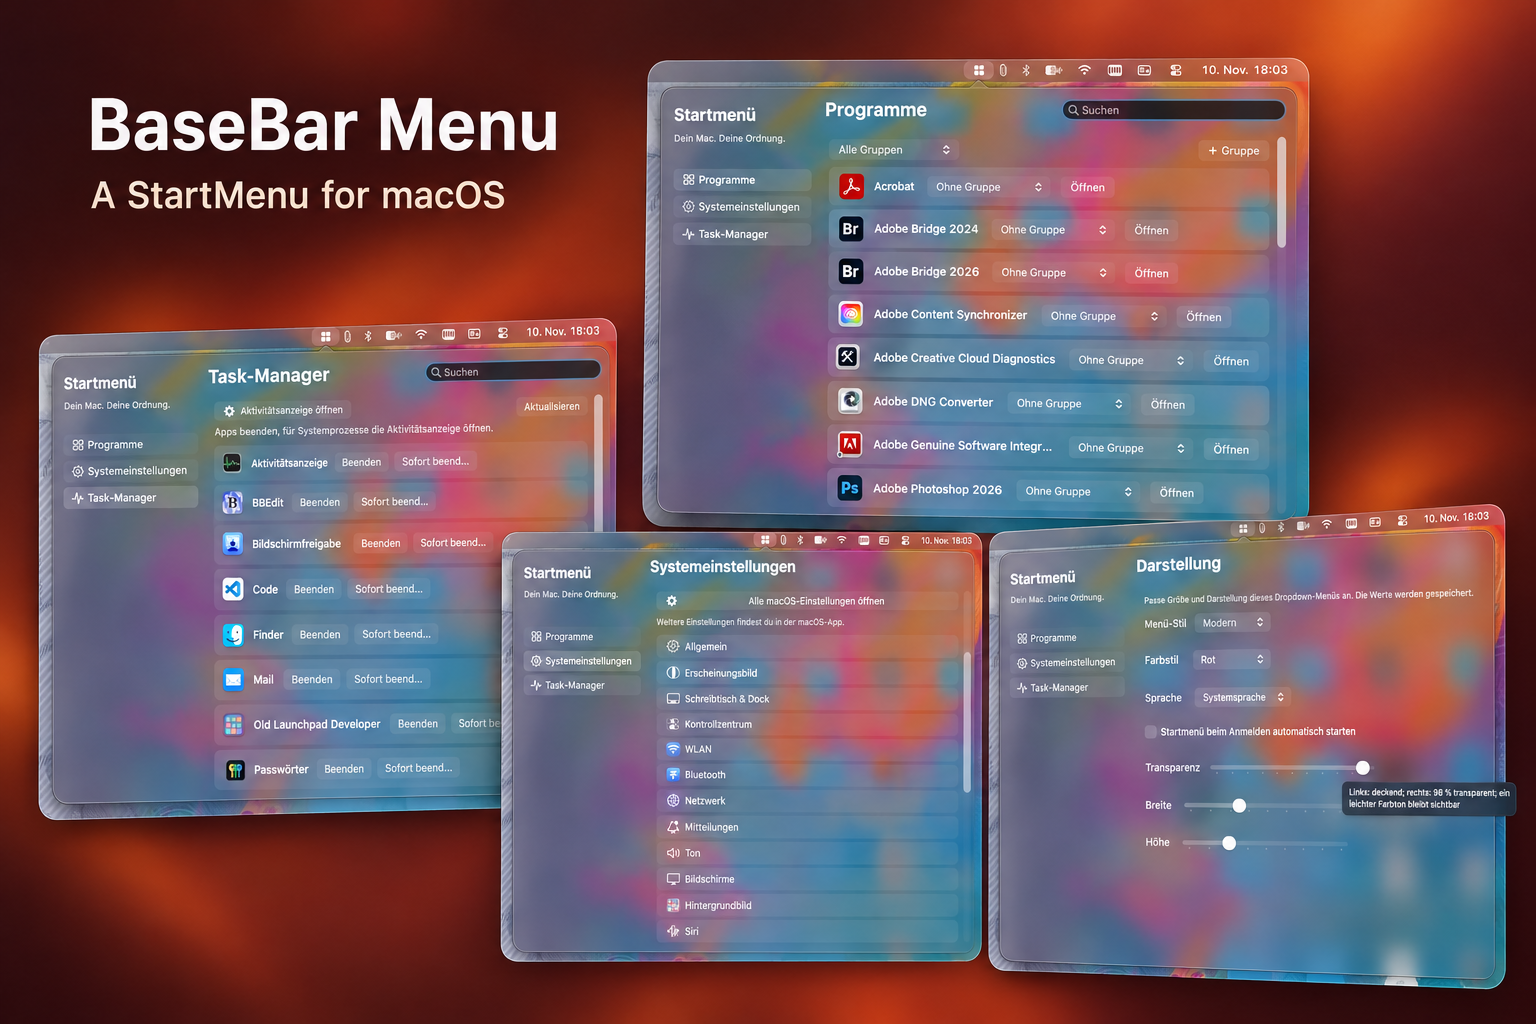 BaseBar Menu
A StartMenu for macOS
10. Nov. 18:03
Startmenü
Dein Mac. Deine Ordnung.
Programme
Systemeinstellungen
Task-Manager
Programme
Suchen
Alle Gruppen
+ Gruppe
Acrobat Ohne Gruppe Öffnen
Br Adobe Bridge 2024 Ohne Gruppe Öffnen
Br Adobe Bridge 2026 Ohne Gruppe Öffnen
Adobe Content Synchronizer Ohne Gruppe Öffnen
Adobe Creative Cloud Diagnostics Ohne Gruppe Öffnen
Adobe DNG Converter Ohne Gruppe Öffnen
Adobe Genuine Software Integr... Ohne Gruppe Öffnen
Ps Adobe Photoshop 2026 Ohne Gruppe Öffnen
10. Nov. 18:03
Startmenü
Dein Mac. Deine Ordnung.
Programme
Systemeinstellungen
Task-Manager
Task-Manager
Suchen
Aktivitätsanzeige öffnen
Aktualisieren
Apps beenden, für Systemprozesse die Aktivitätsanzeige öffnen.
Aktivitätsanzeige Beenden Sofort beend...
B BBEdit Beenden Sofort beend...
Bildschirmfreigabe Beenden Sofort beend...
Code Beenden Sofort beend...
Finder Beenden Sofort beend...
Mail Beenden Sofort beend...
Old Launchpad Developer Beenden Sofort be
Passwörter Beenden Sofort beend...
10. Nov. 18:03
Startmenü
Dein Mac. Deine Ordnung.
Programme
Systemeinstellungen
Task-Manager
Systemeinstellungen
Alle macOS-Einstellungen öffnen
Weitere Einstellungen findest du in der macOS-App.
Allgemein
Erscheinungsbild
Schreibtisch & Dock
Kontrollzentrum
WLAN
Bluetooth
Netzwerk
Mitteilungen
Ton
Bildschirme
Hintergrundbild
Siri
10. Nov. 18:03
Startmenü
Dein Mac. Deine Ordnung.
Programme
Systemeinstellungen
Task-Manager
Darstellung
Passe Größe und Darstellung dieses Dropdown-Menüs an. Die Werte werden gespeichert.
Menü-Stil Modern
Farbstil Rot
Sprache Systemsprache
Startmenü beim Anmelden automatisch starten
Transparenz
Links: deckend; rechts: 96 % transparent; ein
leichter Farbton bleibt sichtbar
Breite
Höhe